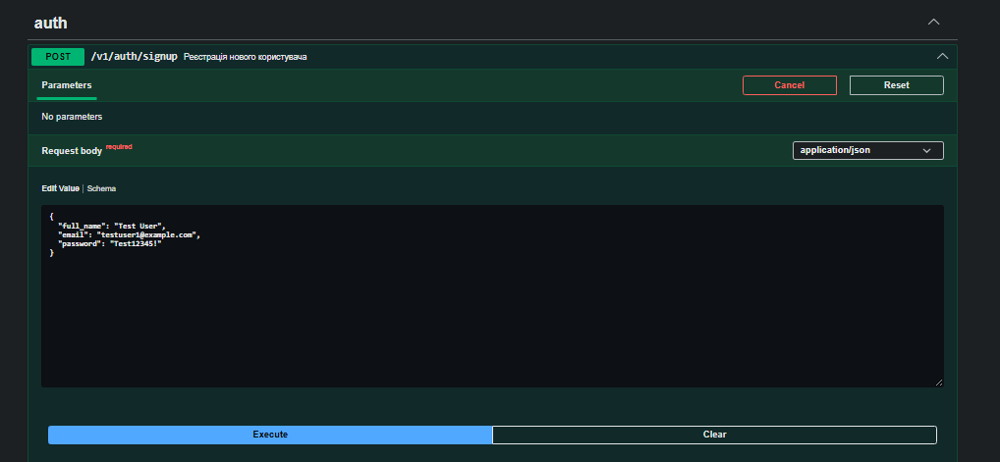 auth
POST /v1/auth/signup Реєстрація нового користувача
Parameters Cancel Reset
No parameters
Request body required application/json
Edit Value | Schema
{
"full_name": "Test User",
"email": "testuser1@example.com",
"password": "Test12345!"
}
Execute Clear